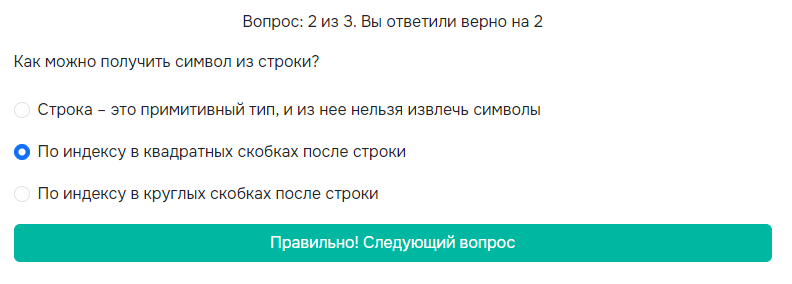 Вопрос: 2 из 3. Вы ответили верно на 2
Как можно получить символ из строки?
Строка – это примитивный тип, и из нее нельзя извлечь символы
По индексу в квадратных скобках после строки
По индексу в круглых скобках после строки
Правильно! Следующий вопрос